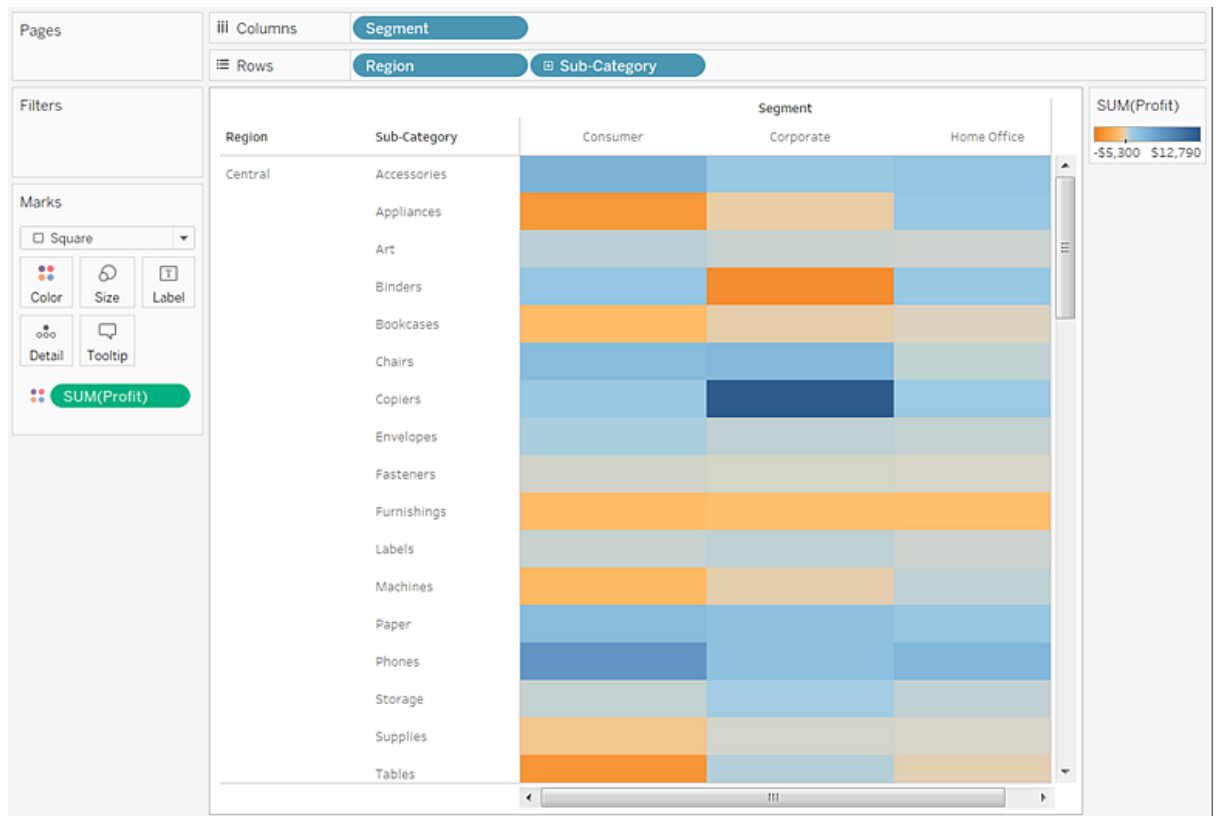 Pages
iii Columns Segment
Rows Region Sub-Category
Filters
Marks
Square
Color Size Label
Detail Tooltip
SUM(Profit)
Segment
Region Sub-Category Consumer Corporate Home Office
Central Accessories
Appliances
Art
Binders
Bookcases
Chairs
Copiers
Envelopes
Fasteners
Furnishings
Labels
Machines
Paper
Phones
Storage
Supplies
Tables
SUM(Profit)
-$5,300 $12,790